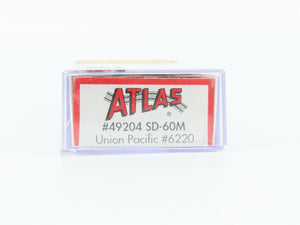 ATLAS®
#49204 SD-60M
Union Pacific #6220